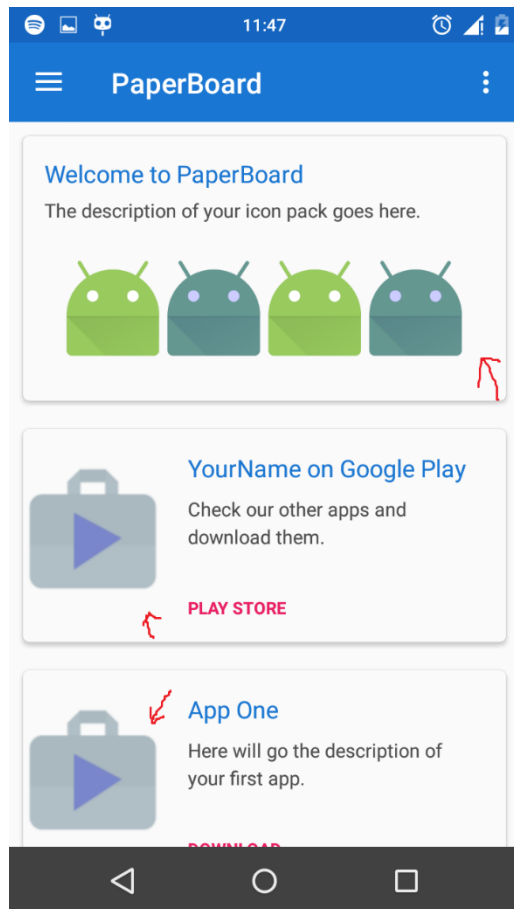 11:47
PaperBoard
Welcome to PaperBoard
The description of your icon pack goes here.
YourName on Google Play
Check our other apps and
download them.
PLAY STORE
App One
Here will go the description of
your first app.
DOWNLOAD